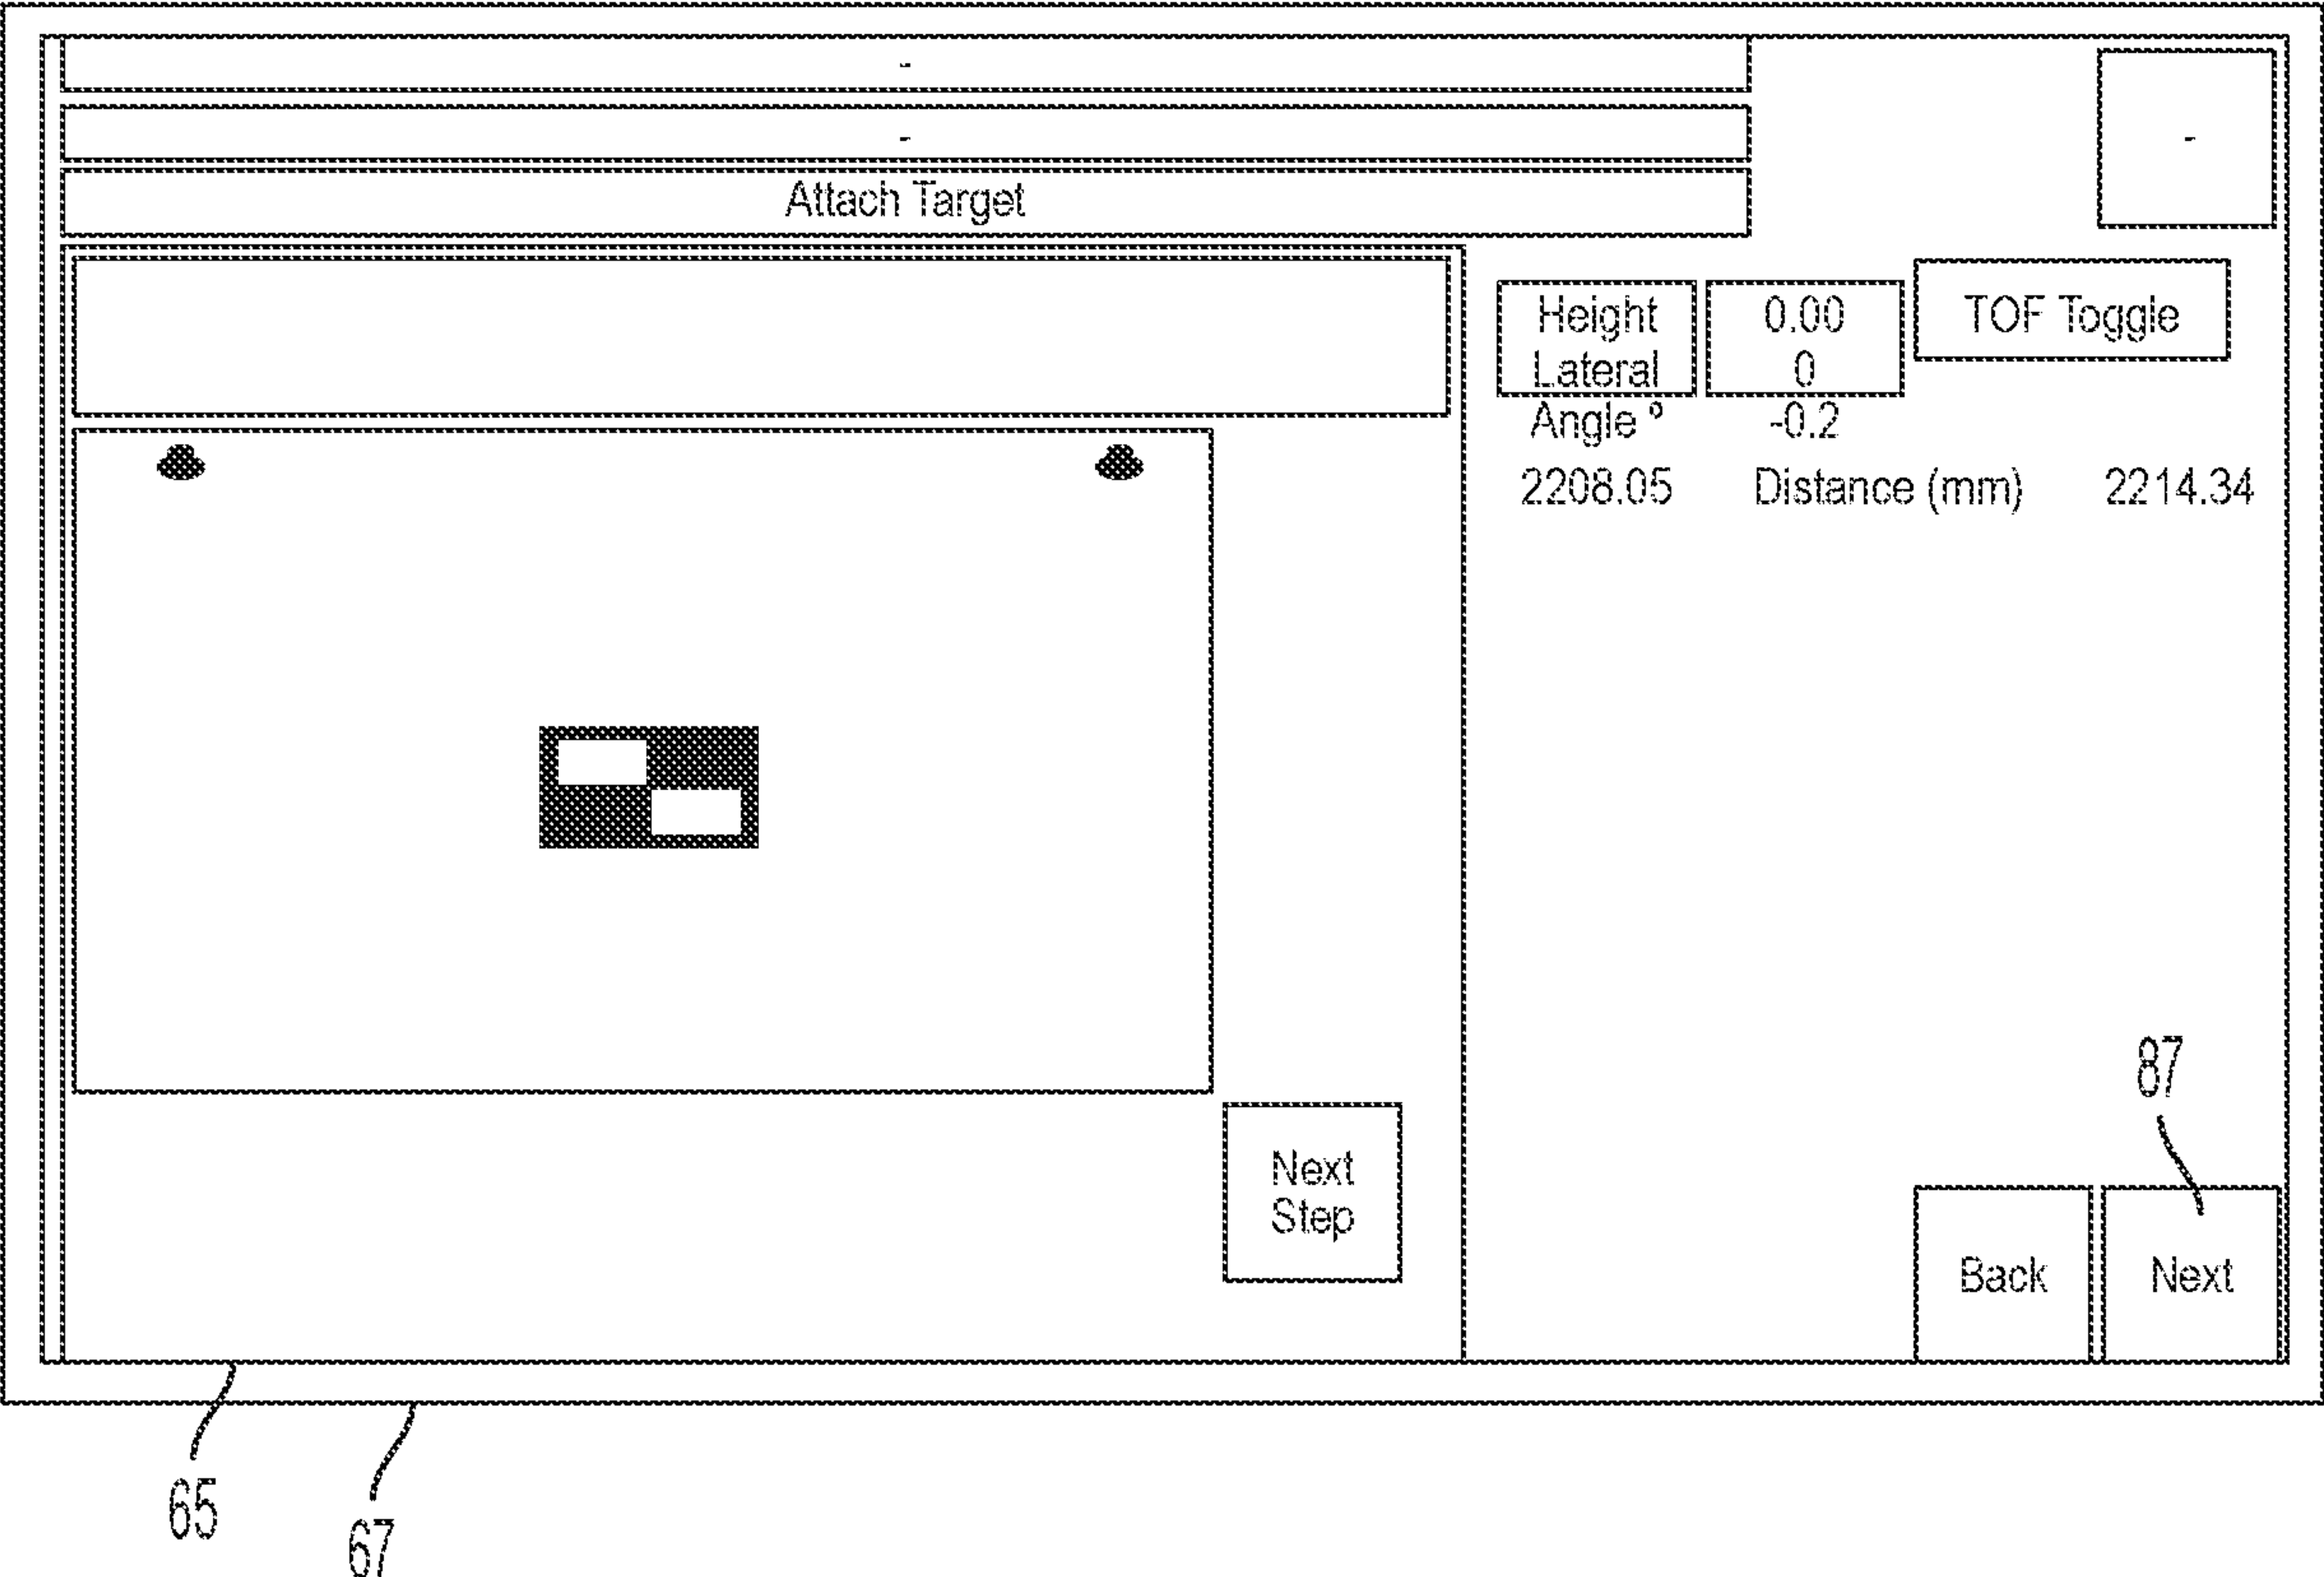 -
-
-
Attach Target
Height 0.00 TOF Toggle
Lateral 0
Angle º -0.2
2208.05 Distance (mm) 2214.34
87
Next
Step
Back Next
65
67